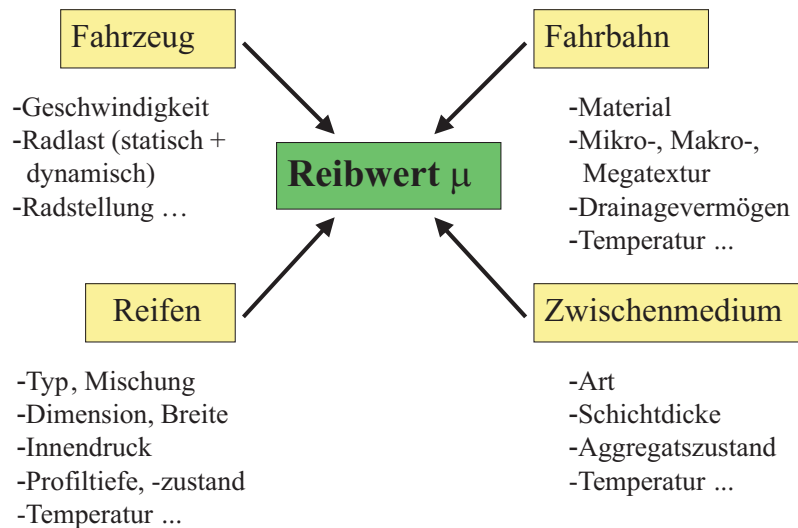 Fahrzeug
-Geschwindigkeit
-Radlast (statisch +
dynamisch)
-Radstellung …
Fahrbahn
-Material
-Mikro-, Makro-,
Megatextur
-Drainagevermögen
-Temperatur ...
Reibwert μ
Reifen
-Typ, Mischung
-Dimension, Breite
-Innendruck
-Profiltiefe, -zustand
-Temperatur ...
Zwischenmedium
-Art
-Schichtdicke
-Aggregatszustand
-Temperatur ...